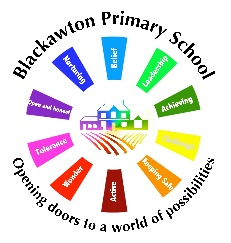 Blackawton Primary School
Belief
Leadership
Achieving
Keeping Safe
Active
Wonder
Tolerance
Open and honest
Nurturing
Opening doors to a world of possibilities